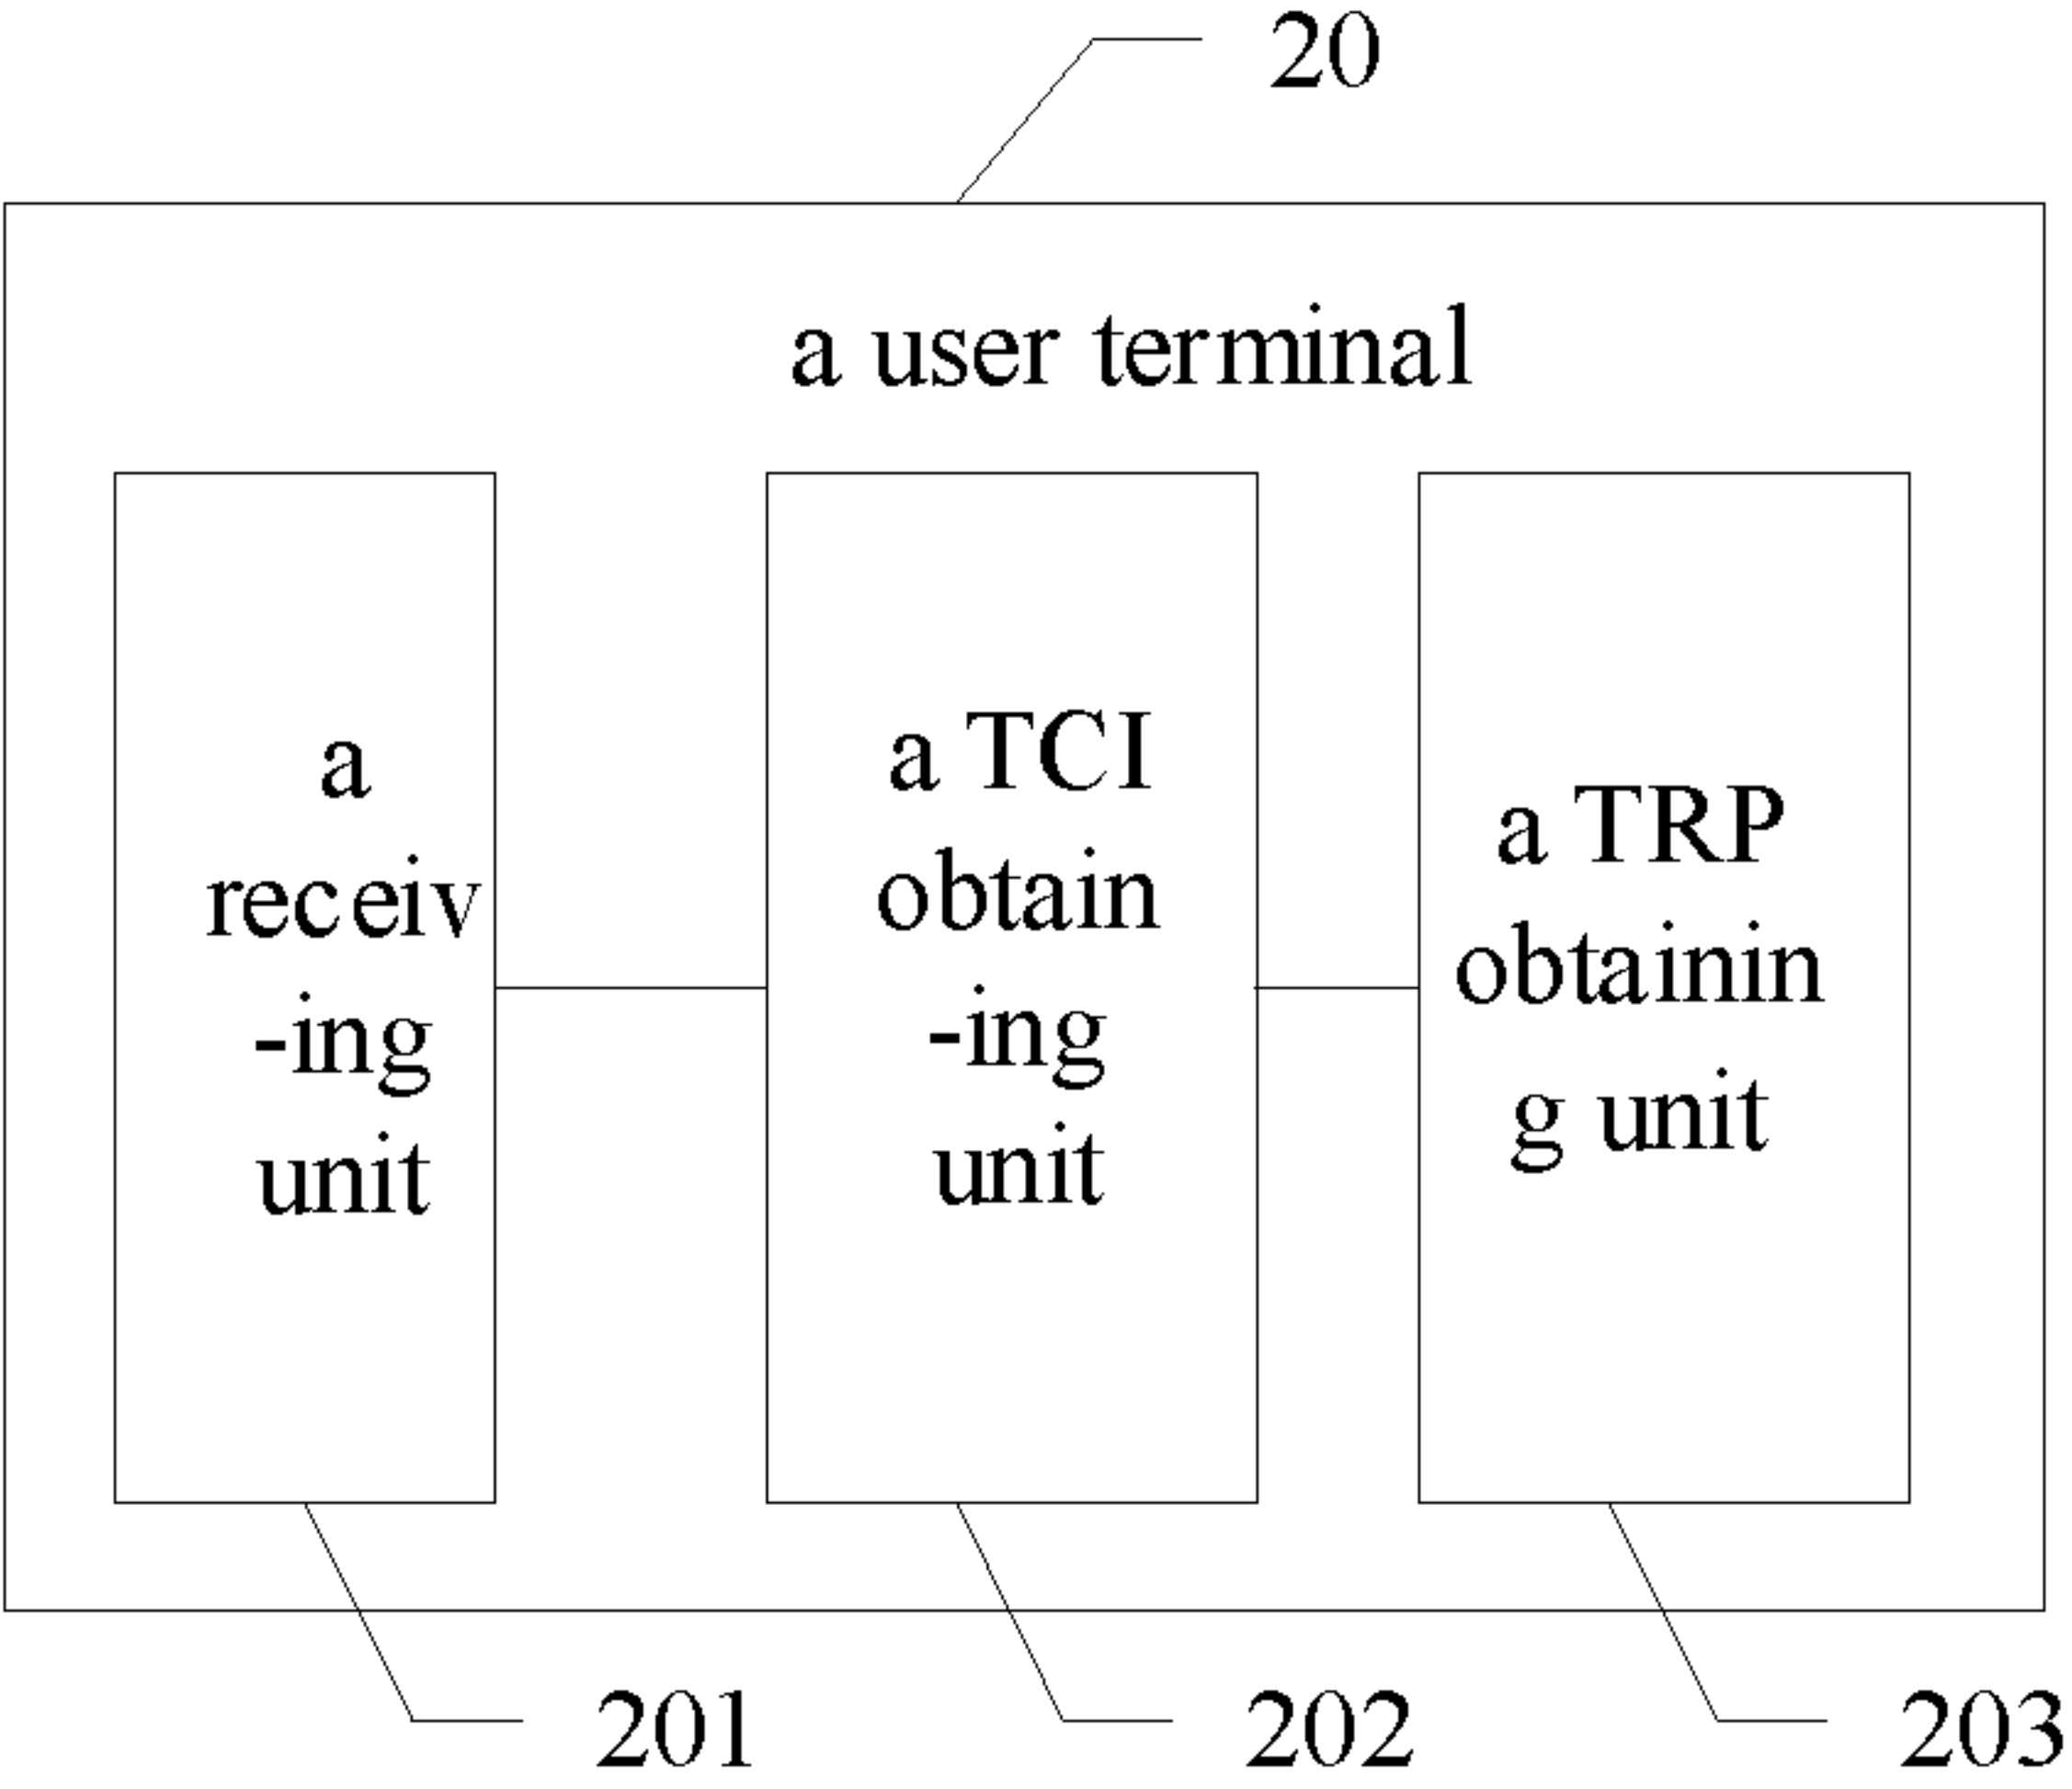 20
a user terminal
a
receiv
-ing
unit
a TCI
obtain
-ing
unit
a TRP
obtainin
g unit
201
202
203